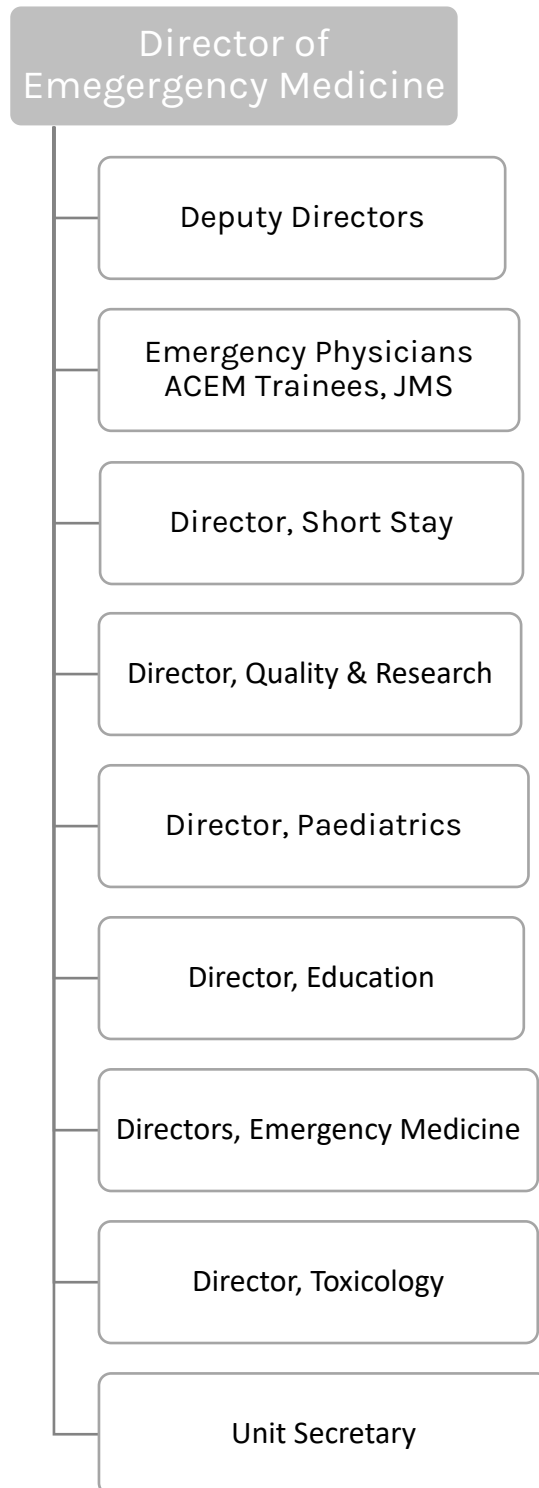 Director of
Emegergency Medicine
Deputy Directors
Emergency Physicians
ACEM Trainees, JMS
Director, Short Stay
Director, Quality & Research
Director, Paediatrics
Director, Education
Directors, Emergency Medicine
Director, Toxicology
Unit Secretary